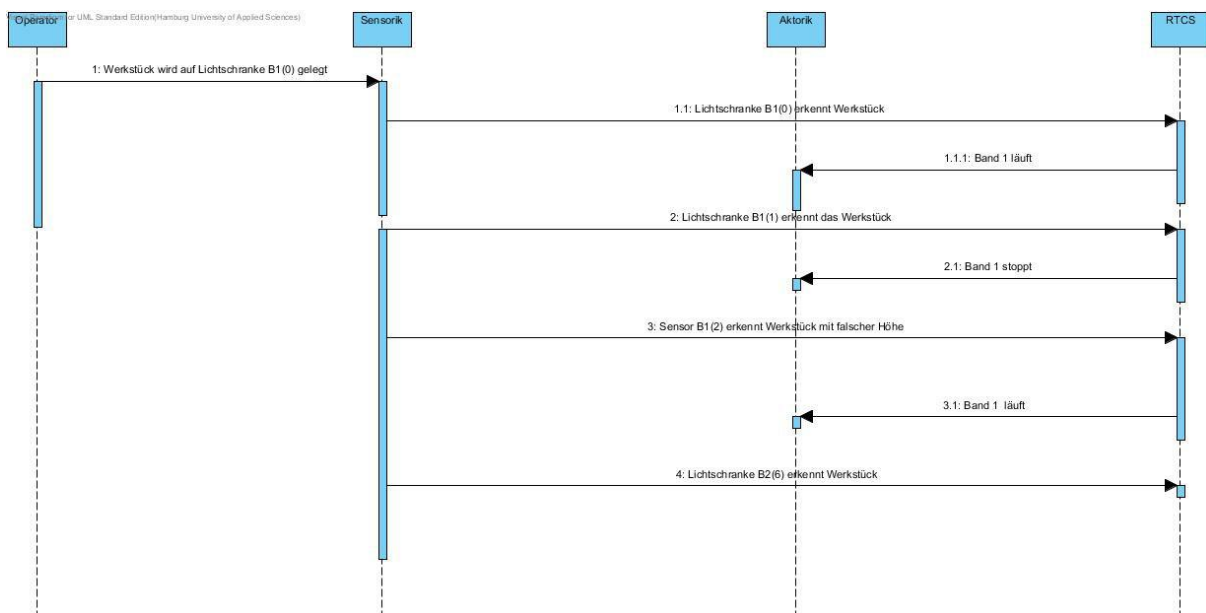 or UML Standard Edition(Hamburg University of Applied Sciences)
Operator
Sensorik
Aktorik
RTCS
1: Werkstück wird auf Lichtschranke B1(0) gelegt
1.1: Lichtschranke B1(0) erkennt Werkstück
1.1.1: Band 1 läuft
2: Lichtschranke B1(1) erkennt das Werkstück
2.1: Band 1 stoppt
3: Sensor B1(2) erkennt Werkstück mit falscher Höhe
3.1: Band 1 läuft
4: Lichtschranke B2(6) erkennt Werkstück